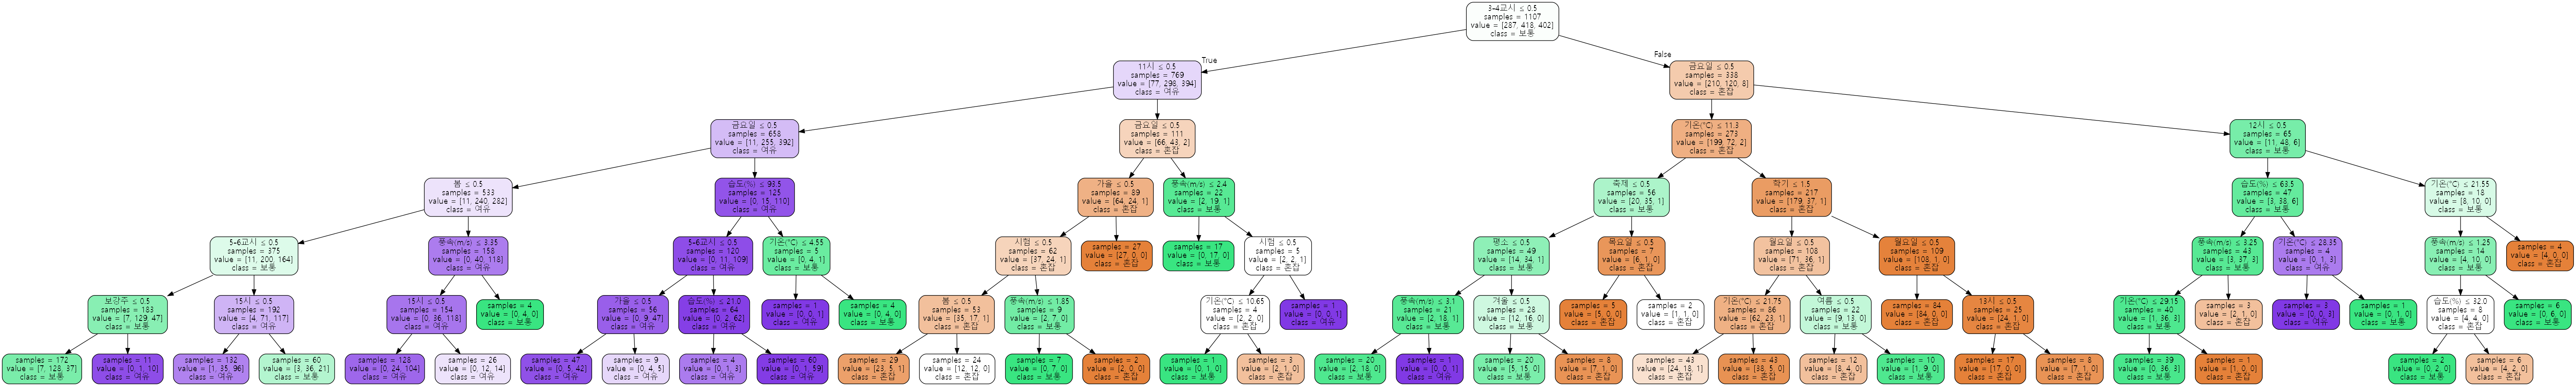 3-4교시 ≤ 0.5
samples = 1107
value = [287, 418, 402]
class = 보통
True
False
11시 ≤ 0.5
samples = 769
value = [77, 298, 394]
class = 여유
금요일 ≤ 0.5
samples = 338
value = [210, 120, 8]
class = 혼잡
금요일 ≤ 0.5
samples = 658
value = [11, 255, 392]
class = 여유
금요일 ≤ 0.5
samples = 111
value = [66, 43, 2]
class = 혼잡
기온(°C) ≤ 11.3
samples = 273
value = [199, 72, 2]
class = 혼잡
12시 ≤ 0.5
samples = 65
value = [11, 48, 6]
class = 보통
봄 ≤ 0.5
samples = 533
value = [11, 240, 282]
class = 여유
습도(%) ≤ 93.5
samples = 125
value = [0, 15, 110]
class = 여유
가을 ≤ 0.5
samples = 89
value = [64, 24, 1]
class = 혼잡
풍속(m/s) ≤ 2.4
samples = 22
value = [2, 19, 1]
class = 보통
축제 ≤ 0.5
samples = 56
value = [20, 35, 1]
class = 보통
학기 ≤ 1.5
samples = 217
value = [179, 37, 1]
class = 혼잡
습도(%) ≤ 63.5
samples = 47
value = [3, 38, 6]
class = 보통
기온(°C) ≤ 21.55
samples = 18
value = [8, 10, 0]
class = 보통
5-6교시 ≤ 0.5
samples = 375
value = [11, 200, 164]
class = 보통
풍속(m/s) ≤ 3.35
samples = 158
value = [0, 40, 118]
class = 여유
5-6교시 ≤ 0.5
samples = 120
value = [0, 11, 109]
class = 여유
기온(°C) ≤ 4.55
samples = 5
value = [0, 4, 1]
class = 보통
시험 ≤ 0.5
samples = 62
value = [37, 24, 1]
class = 혼잡
samples = 27
value = [27, 0, 0]
class = 혼잡
samples = 17
value = [0, 17, 0]
class = 보통
시험 ≤ 0.5
samples = 5
value = [2, 2, 1]
class = 혼잡
평소 ≤ 0.5
samples = 49
value = [14, 34, 1]
class = 보통
목요일 ≤ 0.5
samples = 7
value = [6, 1, 0]
class = 혼잡
월요일 ≤ 0.5
samples = 108
value = [71, 36, 1]
class = 혼잡
월요일 ≤ 0.5
samples = 109
value = [108, 1, 0]
class = 혼잡
풍속(m/s) ≤ 3.25
samples = 43
value = [3, 37, 3]
class = 보통
기온(°C) ≤ 28.35
samples = 4
value = [0, 1, 3]
class = 여유
풍속(m/s) ≤ 1.25
samples = 14
value = [4, 10, 0]
class = 보통
samples = 4
value = [4, 0, 0]
class = 혼잡
보강주 ≤ 0.5
samples = 183
value = [7, 129, 47]
class = 보통
15시 ≤ 0.5
samples = 192
value = [4, 71, 117]
class = 여유
15시 ≤ 0.5
samples = 154
value = [0, 36, 118]
class = 여유
samples = 4
value = [0, 4, 0]
class = 보통
가을 ≤ 0.5
samples = 56
value = [0, 9, 47]
class = 여유
습도(%) ≤ 21.0
samples = 64
value = [0, 2, 62]
class = 여유
samples = 1
value = [0, 0, 1]
class = 여유
samples = 4
value = [0, 4, 0]
class = 보통
봄 ≤ 0.5
samples = 53
value = [35, 17, 1]
class = 혼잡
풍속(m/s) ≤ 1.85
samples = 9
value = [2, 7, 0]
class = 보통
기온(°C) ≤ 10.65
samples = 4
value = [2, 2, 0]
class = 혼잡
samples = 1
value = [0, 0, 1]
class = 여유
풍속(m/s) ≤ 3.1
samples = 21
value = [2, 18, 1]
class = 보통
겨울 ≤ 0.5
samples = 28
value = [12, 16, 0]
class = 보통
samples = 5
value = [5, 0, 0]
class = 혼잡
samples = 2
value = [1, 1, 0]
class = 혼잡
기온(°C) ≤ 21.75
samples = 86
value = [62, 23, 1]
class = 혼잡
여름 ≤ 0.5
samples = 22
value = [9, 13, 0]
class = 보통
samples = 84
value = [84, 0, 0]
class = 혼잡
13시 ≤ 0.5
samples = 25
value = [24, 1, 0]
class = 혼잡
기온(°C) ≤ 29.15
samples = 40
value = [1, 36, 3]
class = 보통
samples = 3
value = [2, 1, 0]
class = 혼잡
samples = 3
value = [0, 0, 3]
class = 여유
samples = 1
value = [0, 1, 0]
class = 보통
습도(%) ≤ 32.0
samples = 8
value = [4, 4, 0]
class = 혼잡
samples = 6
value = [0, 6, 0]
class = 보통
samples = 172
value = [7, 128, 37]
class = 보통
samples = 11
value = [0, 1, 10]
class = 여유
samples = 132
value = [1, 35, 96]
class = 여유
samples = 60
value = [3, 36, 21]
class = 보통
samples = 128
value = [0, 24, 104]
class = 여유
samples = 26
value = [0, 12, 14]
class = 여유
samples = 47
value = [0, 5, 42]
class = 여유
samples = 9
value = [0, 4, 5]
class = 여유
samples = 4
value = [0, 1, 3]
class = 여유
samples = 60
value = [0, 1, 59]
class = 여유
samples = 29
value = [23, 5, 1]
class = 혼잡
samples = 24
value = [12, 12, 0]
class = 혼잡
samples = 7
value = [0, 7, 0]
class = 보통
samples = 2
value = [2, 0, 0]
class = 혼잡
samples = 1
value = [0, 1, 0]
class = 보통
samples = 3
value = [2, 1, 0]
class = 혼잡
samples = 20
value = [2, 18, 0]
class = 보통
samples = 1
value = [0, 0, 1]
class = 여유
samples = 20
value = [5, 15, 0]
class = 보통
samples = 8
value = [7, 1, 0]
class = 혼잡
samples = 43
value = [24, 18, 1]
class = 혼잡
samples = 43
value = [38, 5, 0]
class = 혼잡
samples = 12
value = [8, 4, 0]
class = 혼잡
samples = 10
value = [1, 9, 0]
class = 보통
samples = 17
value = [17, 0, 0]
class = 혼잡
samples = 8
value = [7, 1, 0]
class = 혼잡
samples = 39
value = [0, 36, 3]
class = 보통
samples = 1
value = [1, 0, 0]
class = 혼잡
samples = 2
value = [0, 2, 0]
class = 보통
samples = 6
value = [4, 2, 0]
class = 혼잡